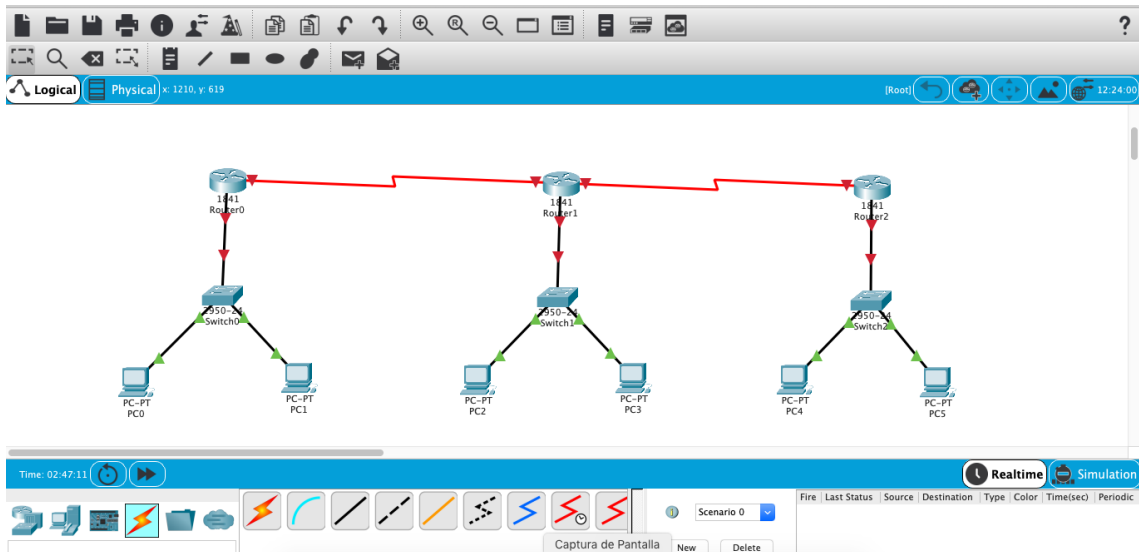 ?
Logical
Physical
x: 1210, y: 619
[Root]
12:24:00
1841
Router0
1841
Router1
1841
Router2
2950-24
Switch0
2950-24
Switch1
2950-24
Switch2
PC-PT
PC0
PC-PT
PC1
PC-PT
PC2
PC-PT
PC3
PC-PT
PC4
PC-PT
PC5
Time: 02:47:11
Realtime
Simulation
Scenario 0
New
Delete
Fire Last Status Source Destination Type Color Time(sec) Periodic
Captura de Pantalla